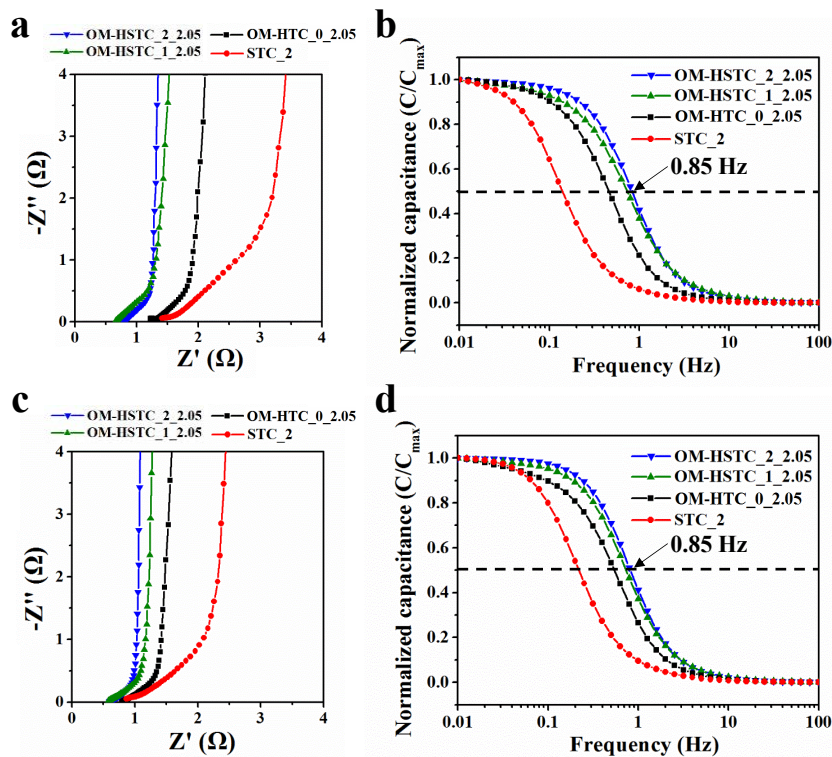 a
OM-HSTC_2_2.05
OM-HTC_0_2.05
OM-HSTC_1_2.05
STC_2
4
3
2
1
0
-Z'' (Ω)
0
1
2
3
4
Z' (Ω)
b
OM-HSTC_2_2.05
OM-HSTC_1_2.05
OM-HTC_0_2.05
STC_2
0.85 Hz
1.0
0.8
0.6
0.4
0.2
0.0
Normalized capacitance (C/Cmax)
0.01
0.1
1
10
100
Frequency (Hz)
c
OM-HSTC_2_2.05
OM-HTC_0_2.05
OM-HSTC_1_2.05
STC_2
4
3
2
1
0
-Z'' (Ω)
0
1
2
3
4
Z' (Ω)
d
OM-HSTC_2_2.05
OM-HSTC_1_2.05
OM-HTC_0_2.05
STC_2
0.85 Hz
1.0
0.8
0.6
0.4
0.2
0.0
Normalized capacitance (C/Cmax)
0.01
0.1
1
10
100
Frequency (Hz)